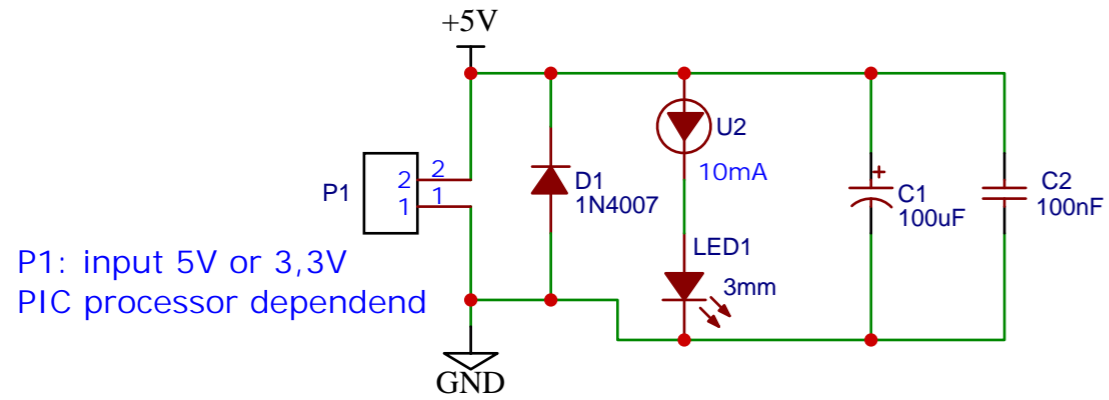 +5V
U2
10mA
P1
2 2
1 1
D1
1N4007
+
C1
100uF
C2
100nF
LED1
3mm
P1: input 5V or 3,3V
PIC processor dependend
GND